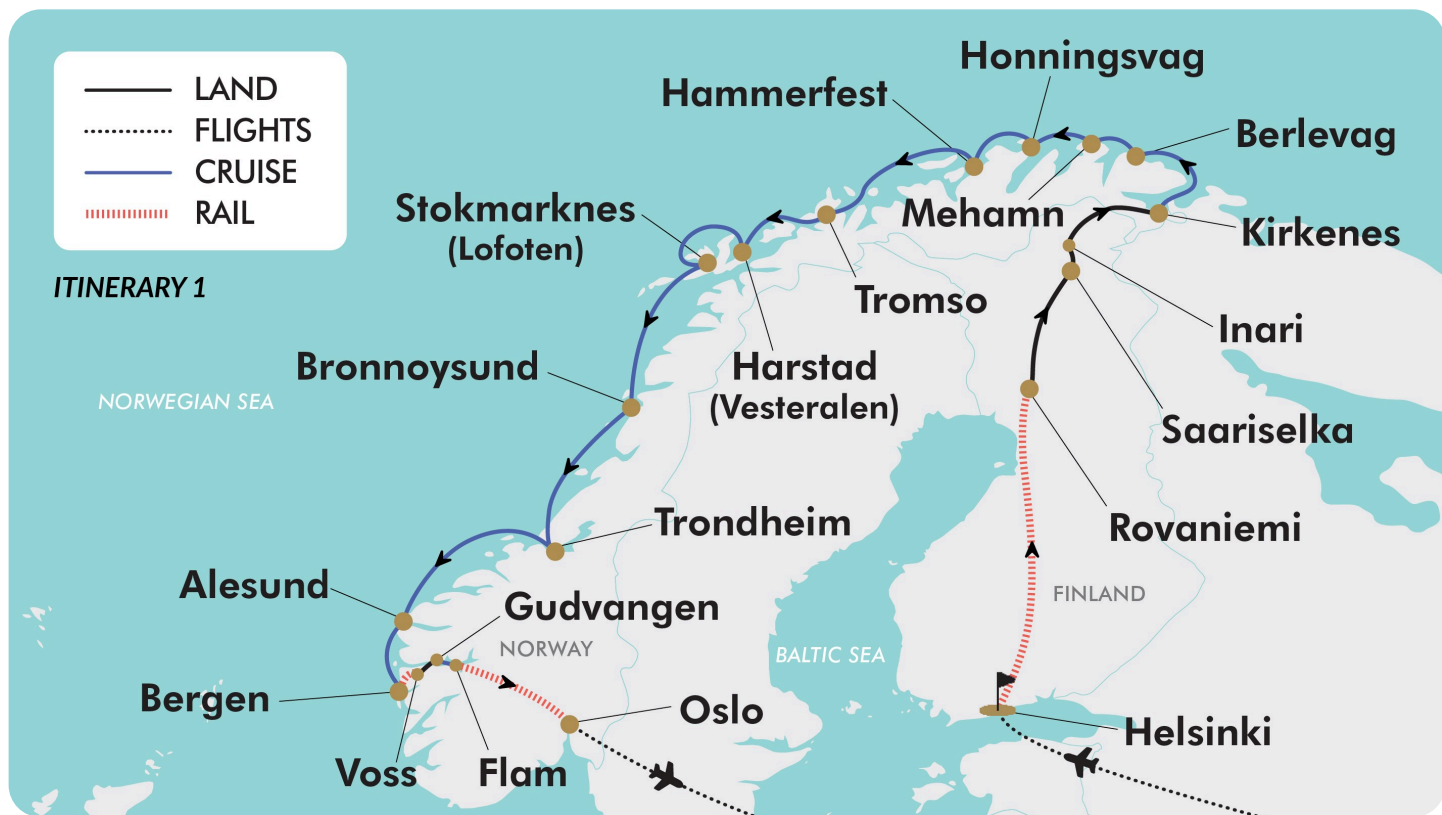 LAND
FLIGHTS
CRUISE
RAIL
ITINERARY 1
Honningsvag
Hammerfest
Berlevag
Stokmarknes
(Lofoten)
Mehamn
Kirkenes
Tromso
Inari
Bronnoysund
Harstad
(Vesteralen)
NORWEGIAN SEA
Saariselka
Trondheim
Rovaniemi
Alesund
Gudvangen
FINLAND
NORWAY
BALTIC SEA
Bergen
Oslo
Helsinki
Voss
Flam